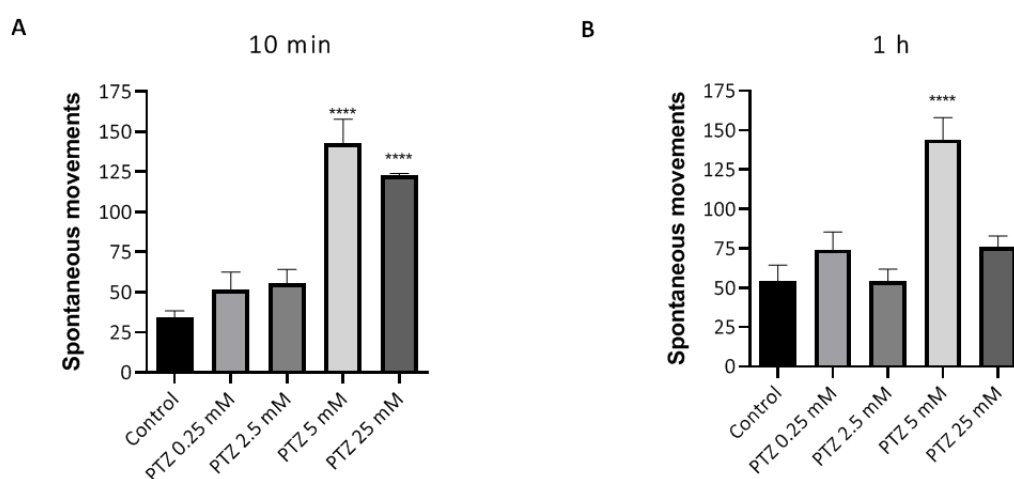 A
10 min
Spontaneous movements
175
150
125
100
75
50
25
0
****
****
Control
PTZ 0.25 mM
PTZ 2.5 mM
PTZ 5 mM
PTZ 25 mM
B
1 h
Spontaneous movements
175
150
125
100
75
50
25
0
****
Control
PTZ 0.25 mM
PTZ 2.5 mM
PTZ 5 mM
PTZ 25 mM